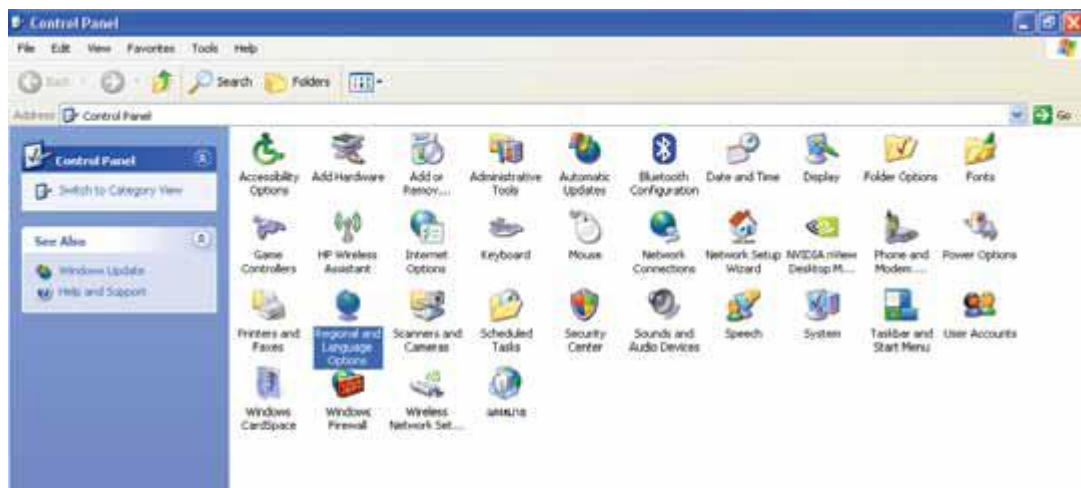 Control Panel
File Edit View Favorites Tools Help
Back Search Folders
Address Control Panel Go
Control Panel
Switch to Category View
See Also
Windows Update
Help and Support
Accessibility Options
Add Hardware
Add or Remov...
Administrative Tools
Automatic Updates
Bluetooth Configuration
Date and Time
Display
Folder Options
Fonts
Game Controllers
HP Wireless Assistant
Internet Options
Keyboard
Mouse
Network Connections
Network Setup Wizard
NVIDIA nView Desktop M...
Phone and Modem ...
Power Options
Printers and Faxes
Regional and Language Options
Scanners and Cameras
Scheduled Tasks
Security Center
Sounds and Audio Devices
Speech
System
Taskbar and Start Menu
User Accounts
Windows CardSpace
Windows Firewall
Wireless Network Set...